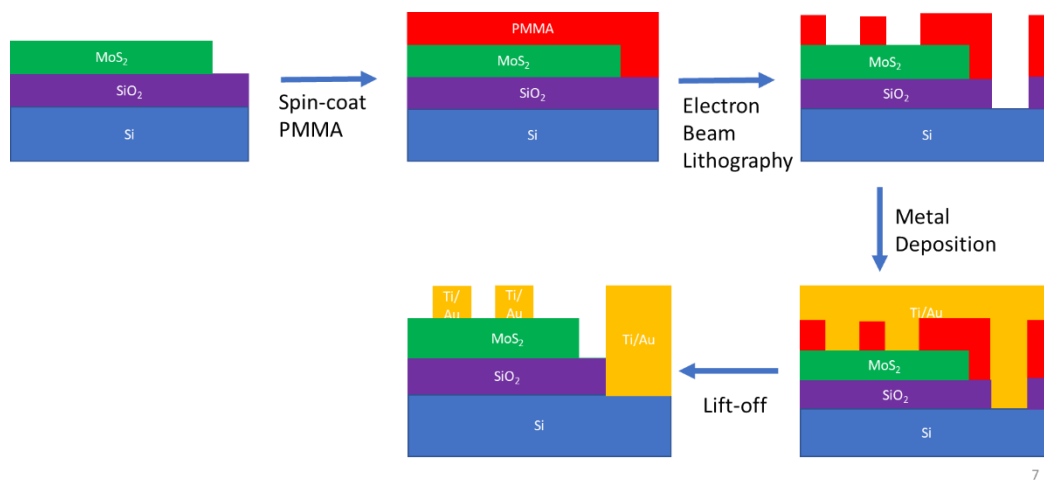 MoS₂
SiO₂
Si
Spin-coat
PMMA
PMMA
MoS₂
SiO₂
Si
Electron
Beam
Lithography
MoS₂
SiO₂
Si
Metal
Deposition
Ti/Au
MoS₂
SiO₂
Si
Lift-off
Ti/
Au
Ti/
Au
Ti/Au
MoS₂
SiO₂
Si
7